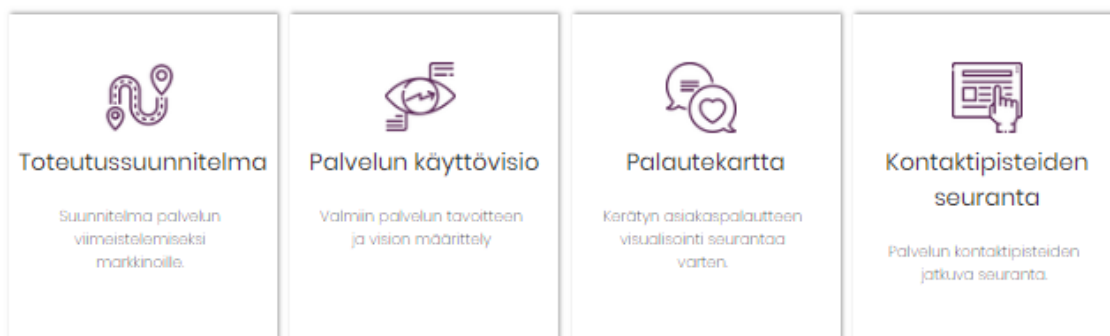 Toteutussuunnitelma
Suunnitelma palvelun
viimeistelemiseksi
markkinoille.
Palvelun käyttövisio
Valmiin palvelun tavoitteen
ja vision määrittely
Palautekartta
Kerätyn asiakaspalautteen
visualisointi seurantaa
varten.
Kontaktipisteiden
seuranta
Palvelun kontaktipisteiden
jatkuva seuranta.